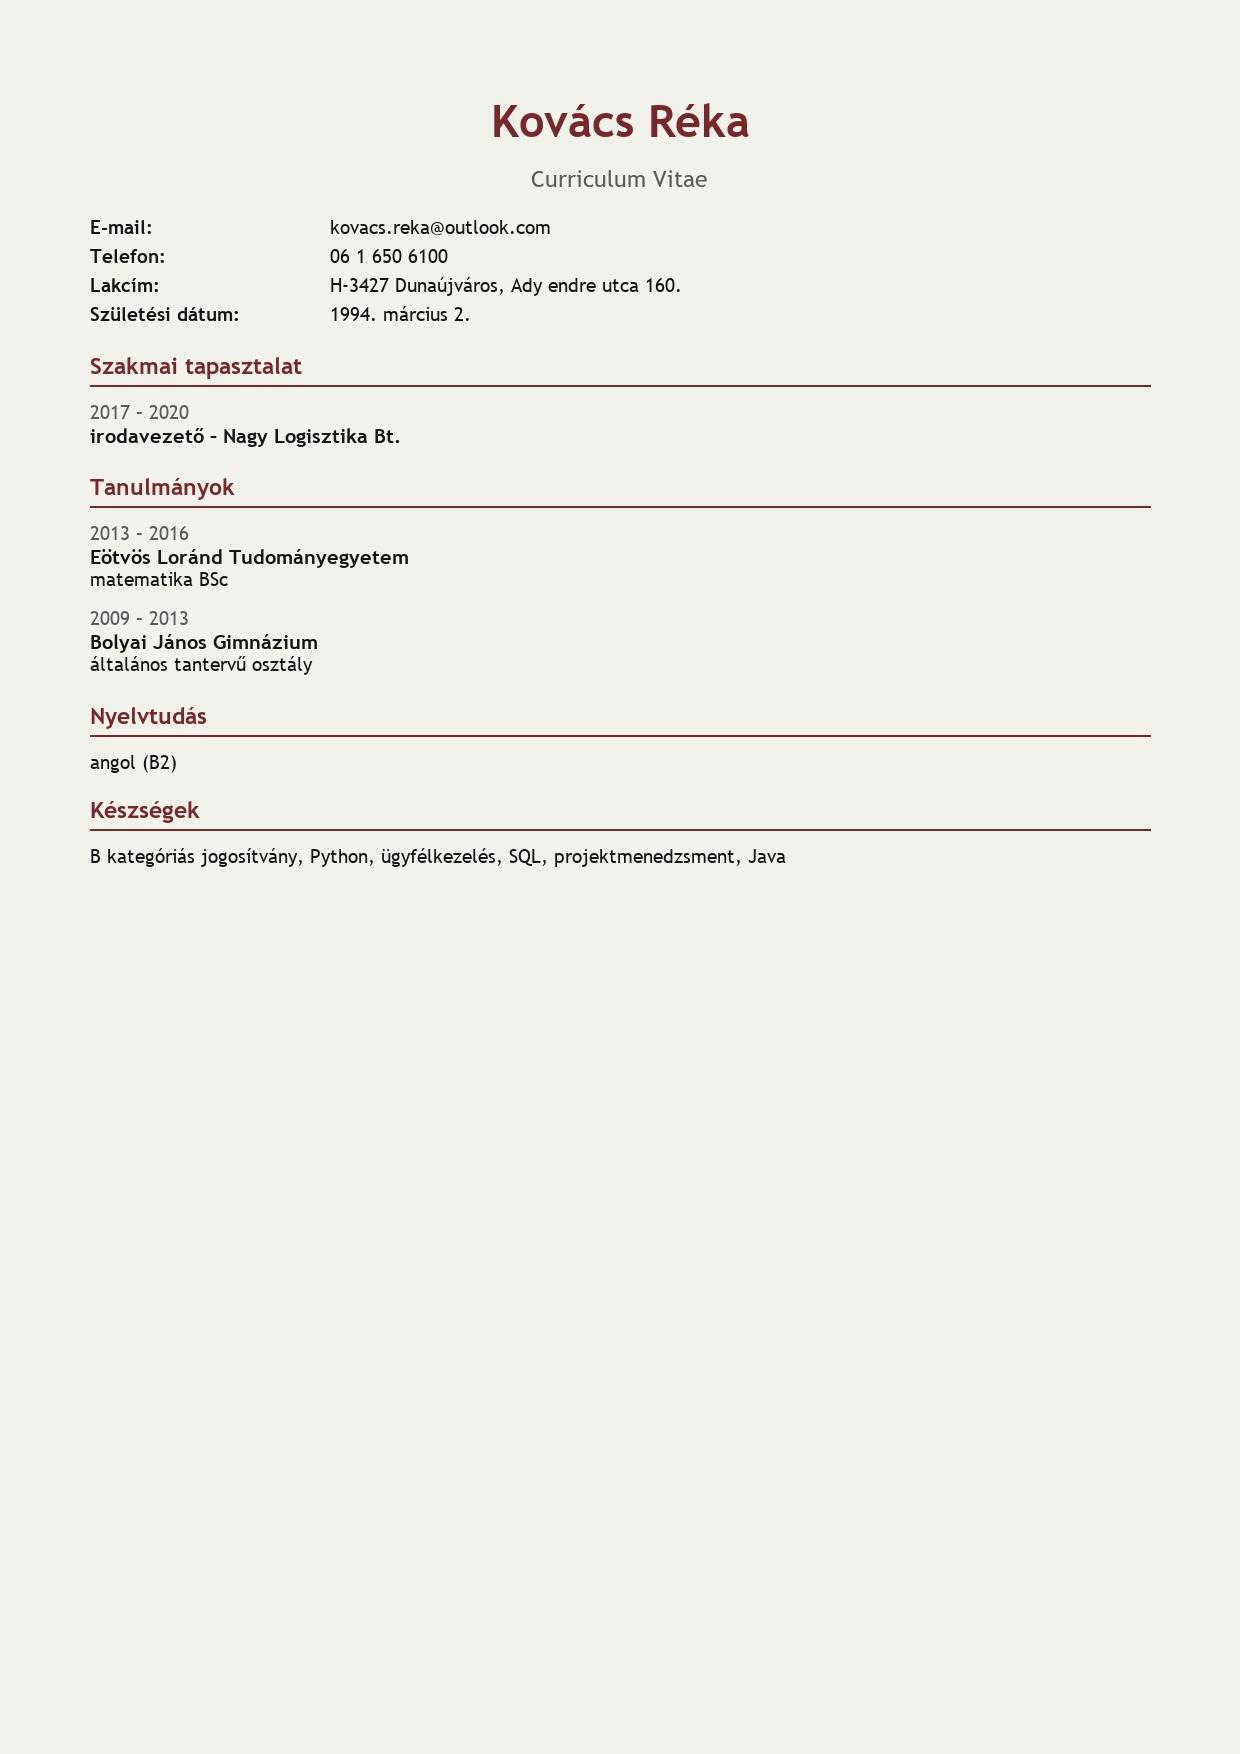 Kovács Réka
Curriculum Vitae
E-mail: kovacs.reka@outlook.com
Telefon: 06 1 650 6100
Lakcím: H-3427 Dunaújváros, Ady endre utca 160.
Születési dátum: 1994. március 2.
Szakmai tapasztalat
2017 – 2020
irodavezető – Nagy Logisztika Bt.
Tanulmányok
2013 – 2016
Eötvös Loránd Tudományegyetem
matematika BSc
2009 – 2013
Bolyai János Gimnázium
általános tantervű osztály
Nyelvtudás
angol (B2)
Készségek
B kategóriás jogosítvány, Python, ügyfélkezelés, SQL, projektmenedzsment, Java